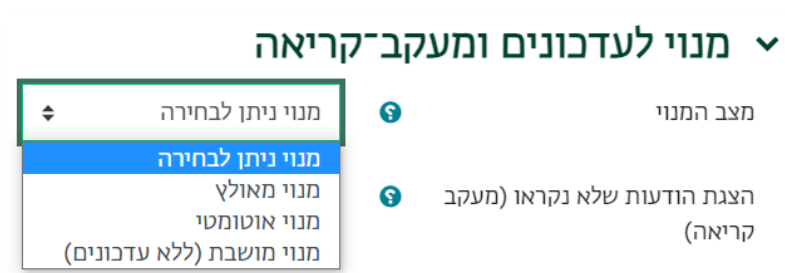 מנוי לעדכונים ומעקב־קריאה
מצב המנוי
מנוי ניתן לבחירה
מנוי ניתן לבחירה
מנוי מאולץ
מנוי אוטומטי
מנוי מושבת (ללא עדכונים)
הצגת הודעות שלא נקראו (מעקב
קריאה)